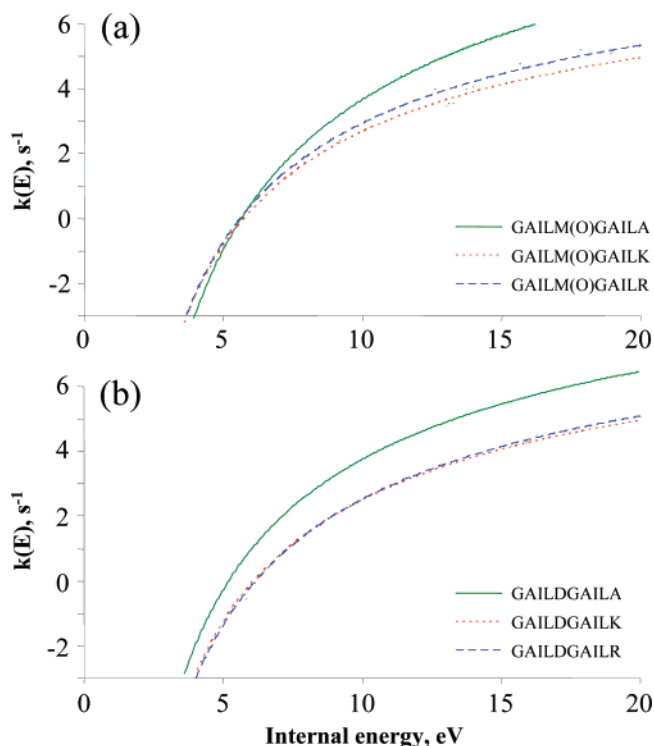 (a)
k(E), s⁻¹
6
4
2
0
-2
GAILM(O)GAILA
GAILM(O)GAILK
GAILM(O)GAILR
0 5 10 15 20
(b)
k(E), s⁻¹
6
4
2
0
-2
GAILDGAILA
GAILDGAILK
GAILDGAILR
0 5 10 15 20
Internal energy, eV